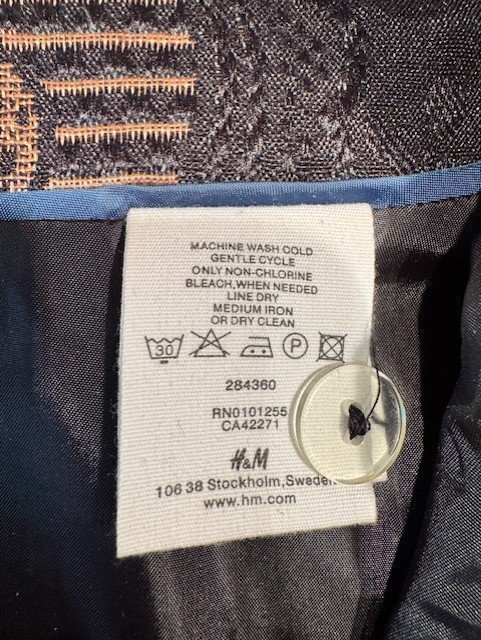 MACHINE WASH COLD
GENTLE CYCLE
ONLY NON-CHLORINE
BLEACH,WHEN NEEDED
LINE DRY
MEDIUM IRON
OR DRY CLEAN
30 P
284360
RN0101255
CA42271
H&M
106 38 Stockholm,Sweden
www.hm.com